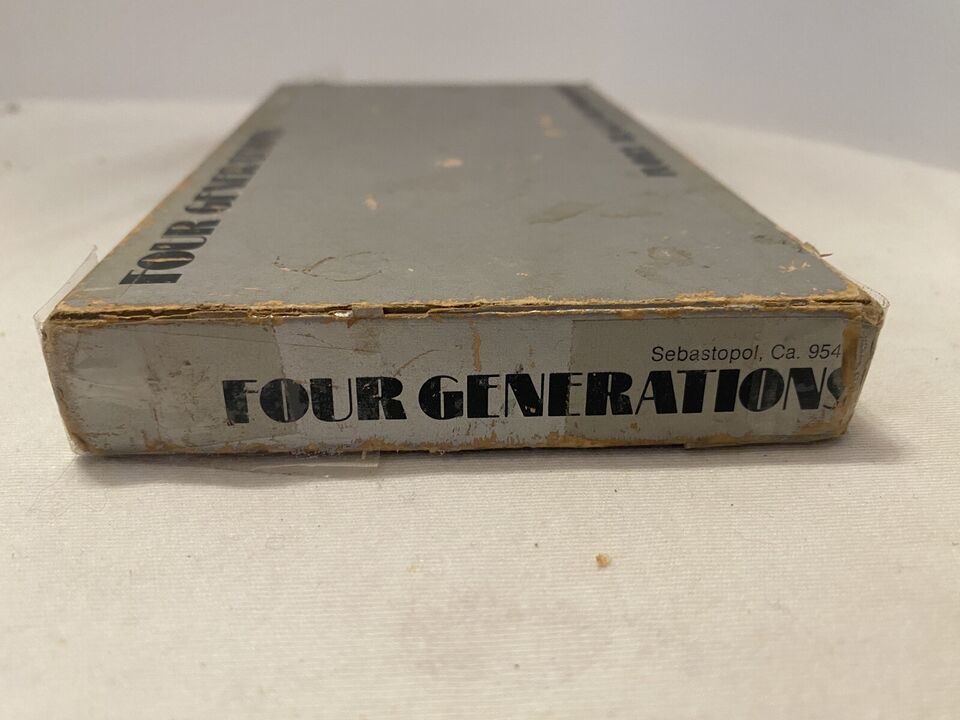 FOUR GENERATIONS
Sebastopol, Ca. 954
FOUR GENERATIONS